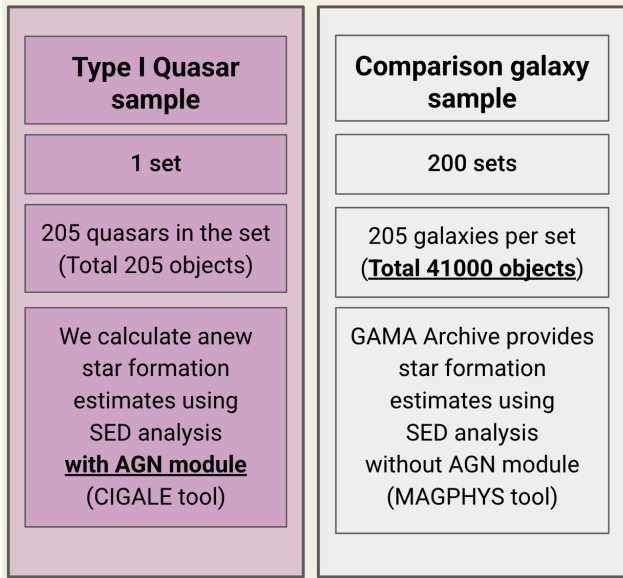 Type I Quasar
sample
1 set
205 quasars in the set
(Total 205 objects)
We calculate anew
star formation
estimates using
SED analysis
with AGN module
(CIGALE tool)
Comparison galaxy
sample
200 sets
205 galaxies per set
(Total 41000 objects)
GAMA Archive provides
star formation
estimates using
SED analysis
without AGN module
(MAGPHYS tool)